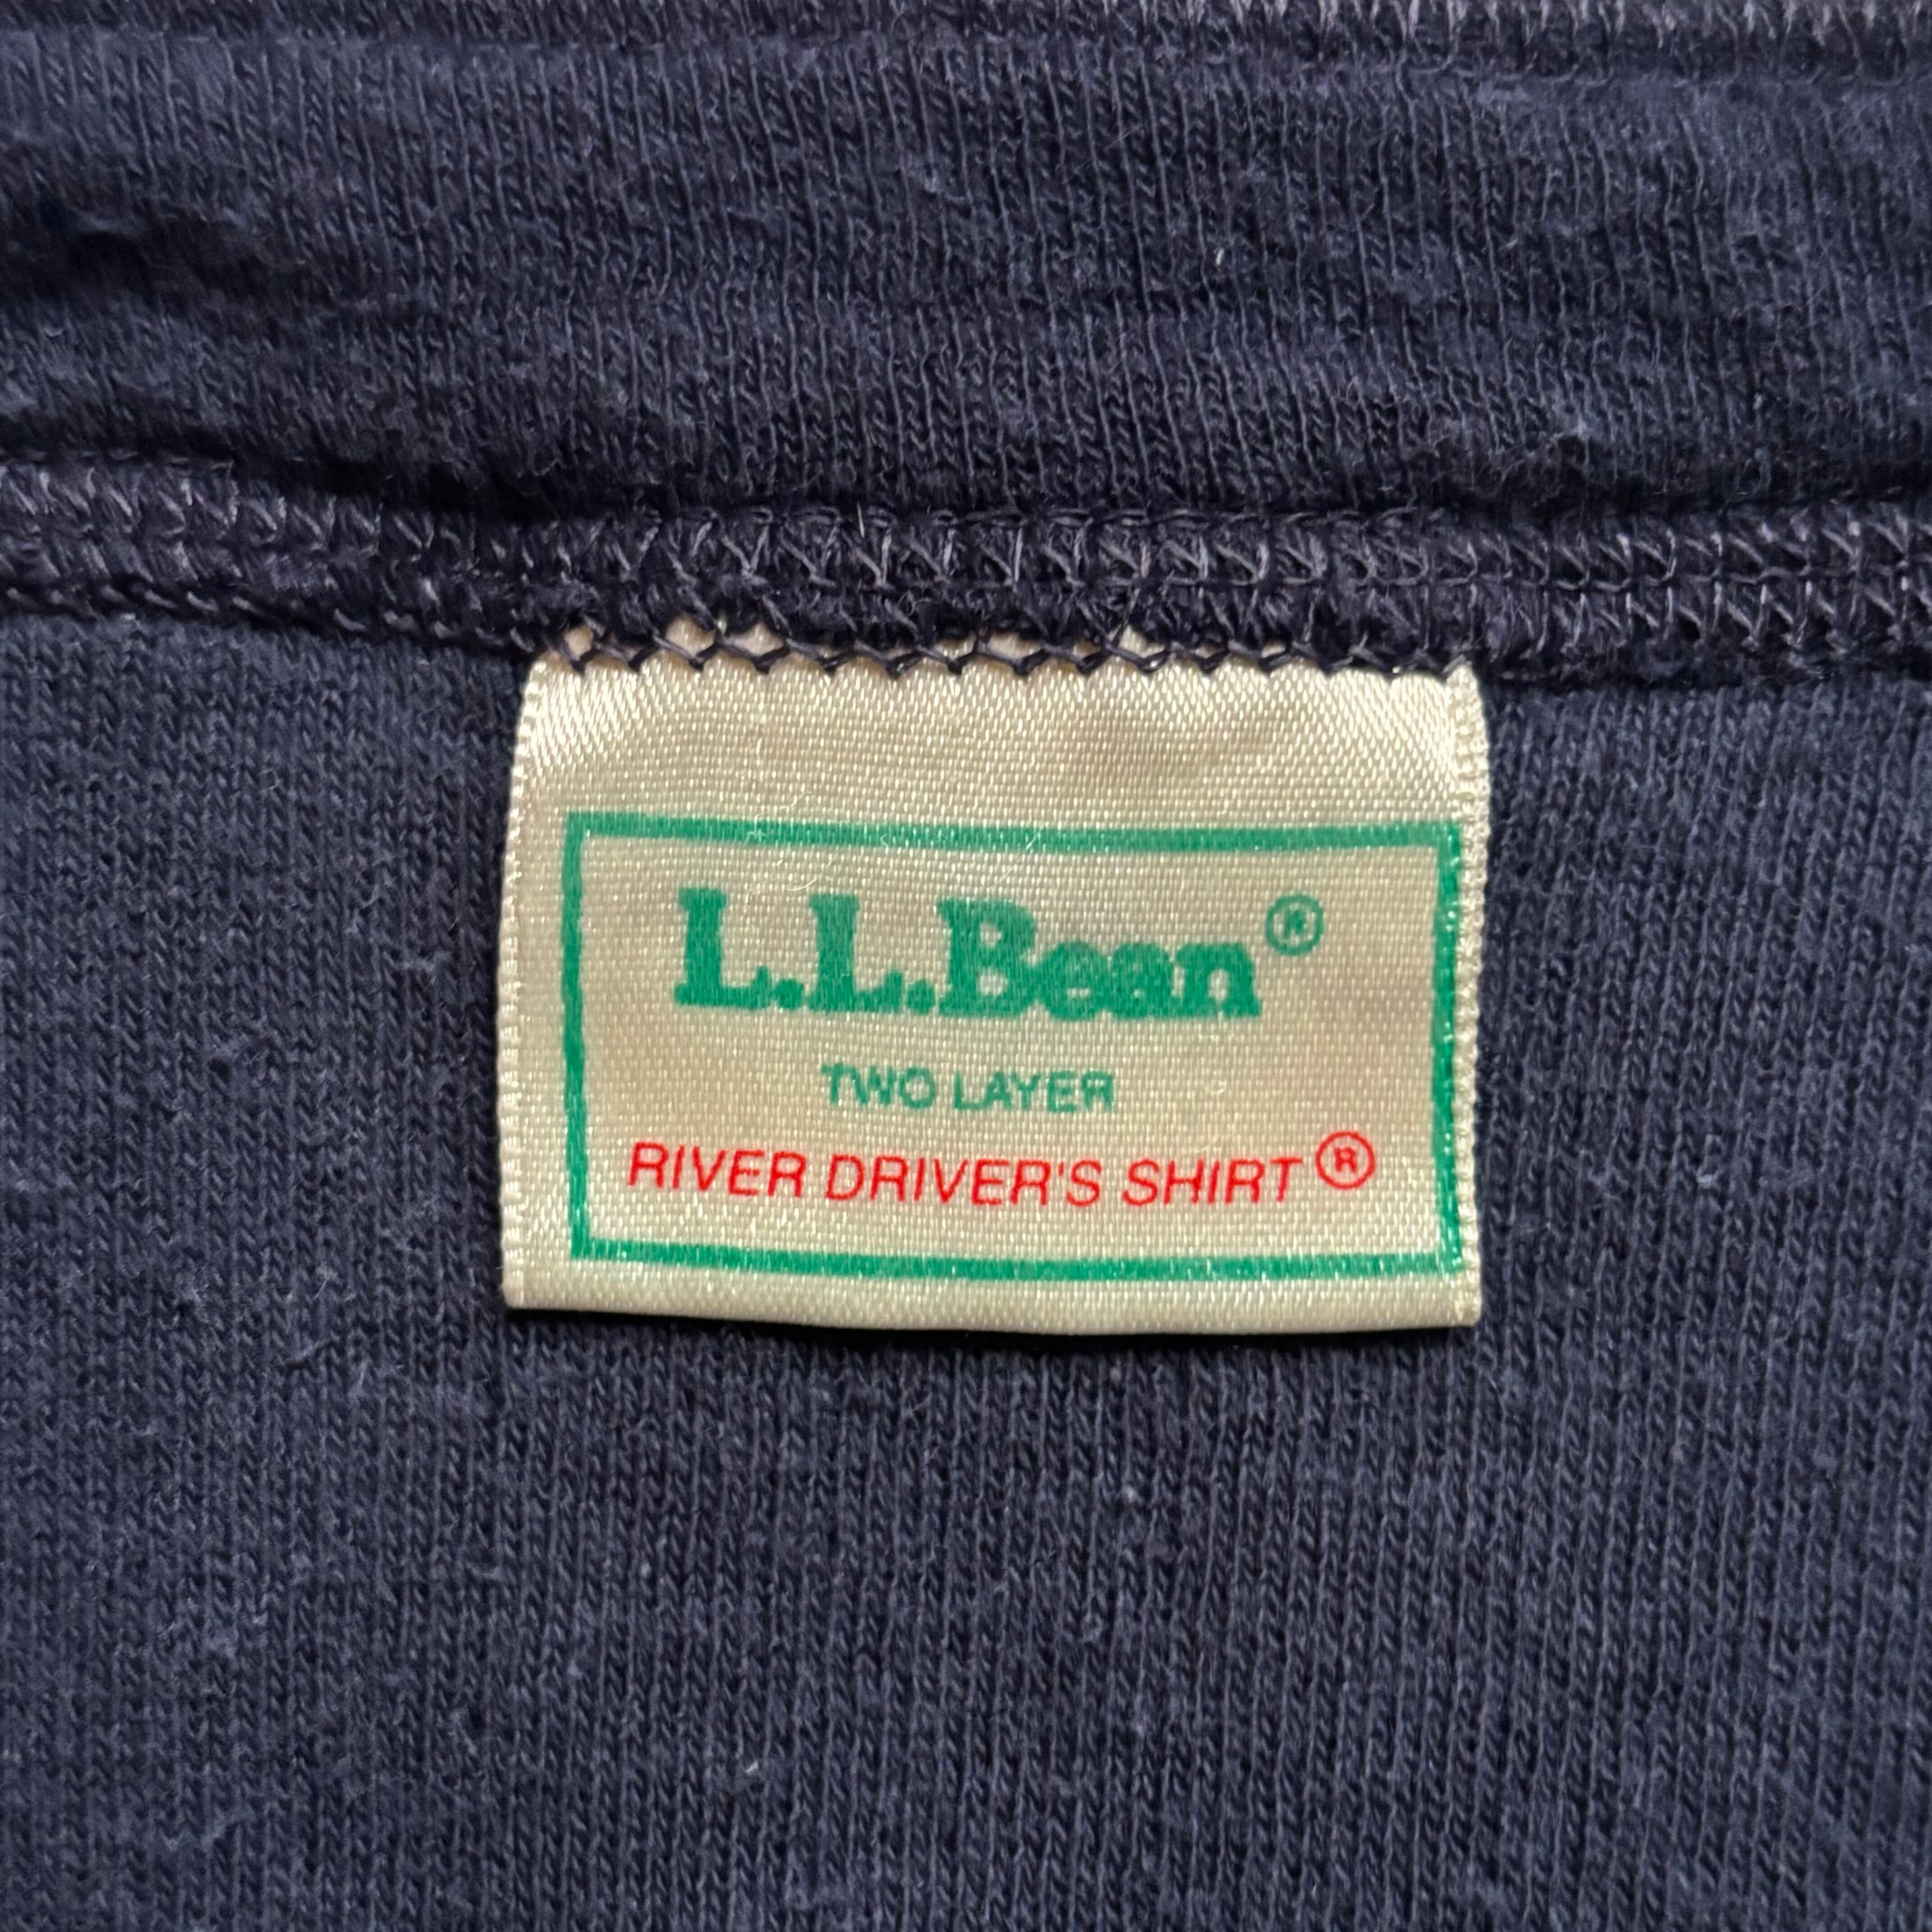 L.L.Bean®
TWO LAYER
RIVER DRIVER'S SHIRT®